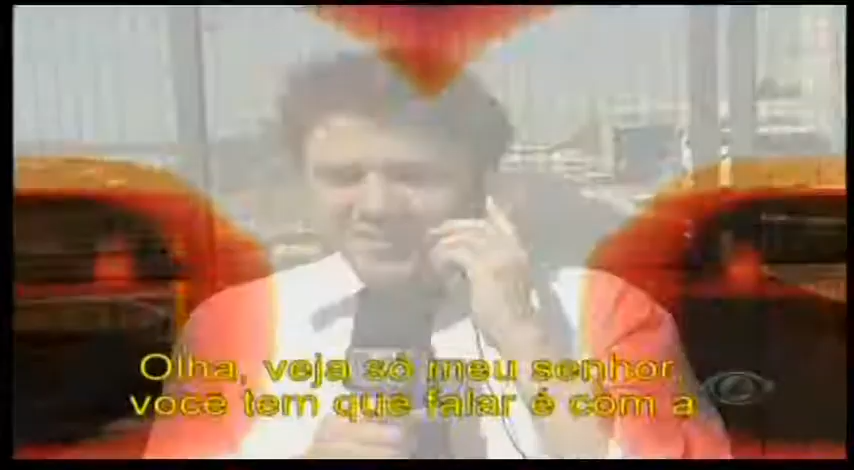 Olha, veja só meu senhor,
você tem que falar é com a